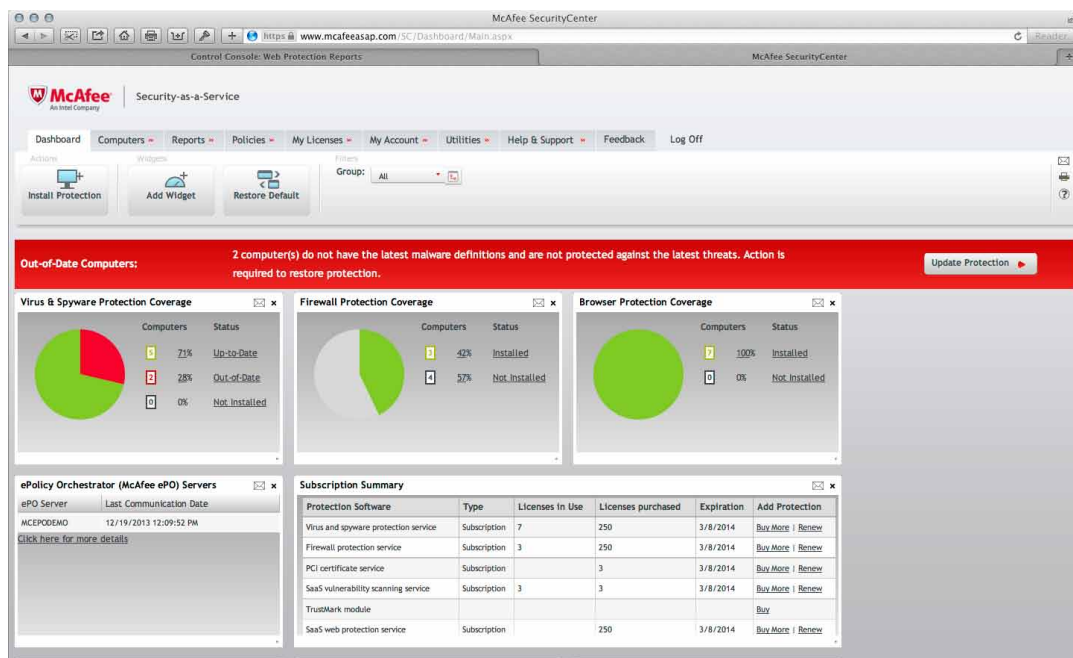 McAfee SecurityCenter
https www.mcafeeasap.com/SC/Dashboard/Main.aspx
Reader
Control Console: Web Protection Reports
McAfee SecurityCenter
McAfee
An Intel Company
Security-as-a-Service
Dashboard Computers Reports Policies My Licenses My Account Utilities Help & Support Feedback Log Off
Actions Widgets Filters
Install Protection Add Widget Restore Default
Group: All
Out-of-Date Computers:
2 computer(s) do not have the latest malware definitions and are not protected against the latest threats. Action is
required to restore protection.
Update Protection
Virus & Spyware Protection Coverage
Computers Status
5 71% Up-to-Date
2 28% Out-of-Date
0 0% Not Installed
Firewall Protection Coverage
Computers Status
3 42% Installed
4 57% Not Installed
Browser Protection Coverage
Computers Status
7 100% Installed
0 0% Not Installed
ePolicy Orchestrator (McAfee ePO) Servers
ePO Server Last Communication Date
MCEPODEMO 12/19/2013 12:09:52 PM
Click here for more details
Subscription Summary
Protection Software Type Licenses in Use Licenses purchased Expiration Add Protection
Virus and spyware protection service Subscription 7 250 3/8/2014 Buy More | Renew
Firewall protection service Subscription 3 250 3/8/2014 Buy More | Renew
PCI certificate service Subscription 3 3/8/2014 Buy More | Renew
SaaS vulnerability scanning service Subscription 3 3 3/8/2014 Buy More | Renew
TrustMark module Buy
SaaS web protection service Subscription 250 3/8/2014 Buy More | Renew